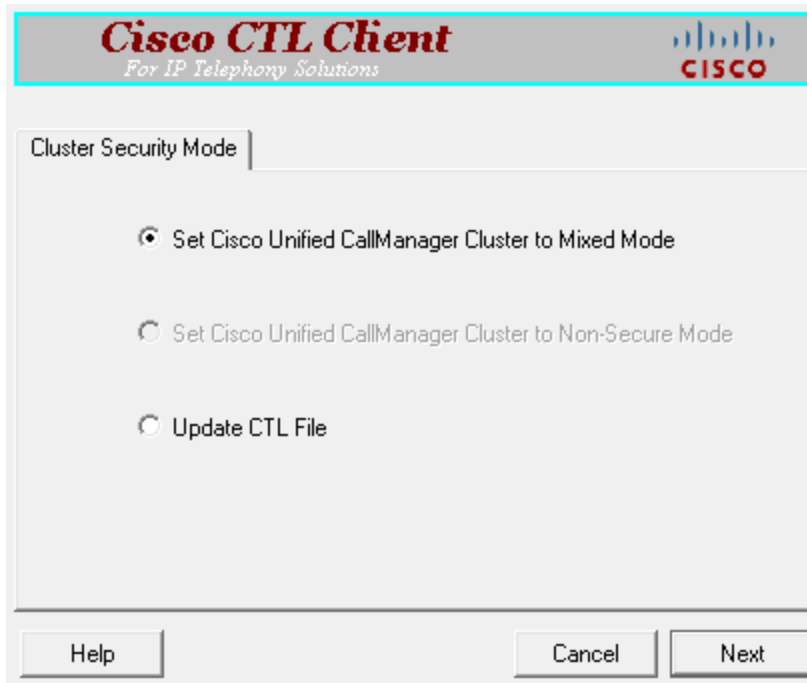 Cisco CTL Client
For IP Telephony Solutions
CISCO
Cluster Security Mode
Set Cisco Unified CallManager Cluster to Mixed Mode
Set Cisco Unified CallManager Cluster to Non-Secure Mode
Update CTL File
Help
Cancel
Next